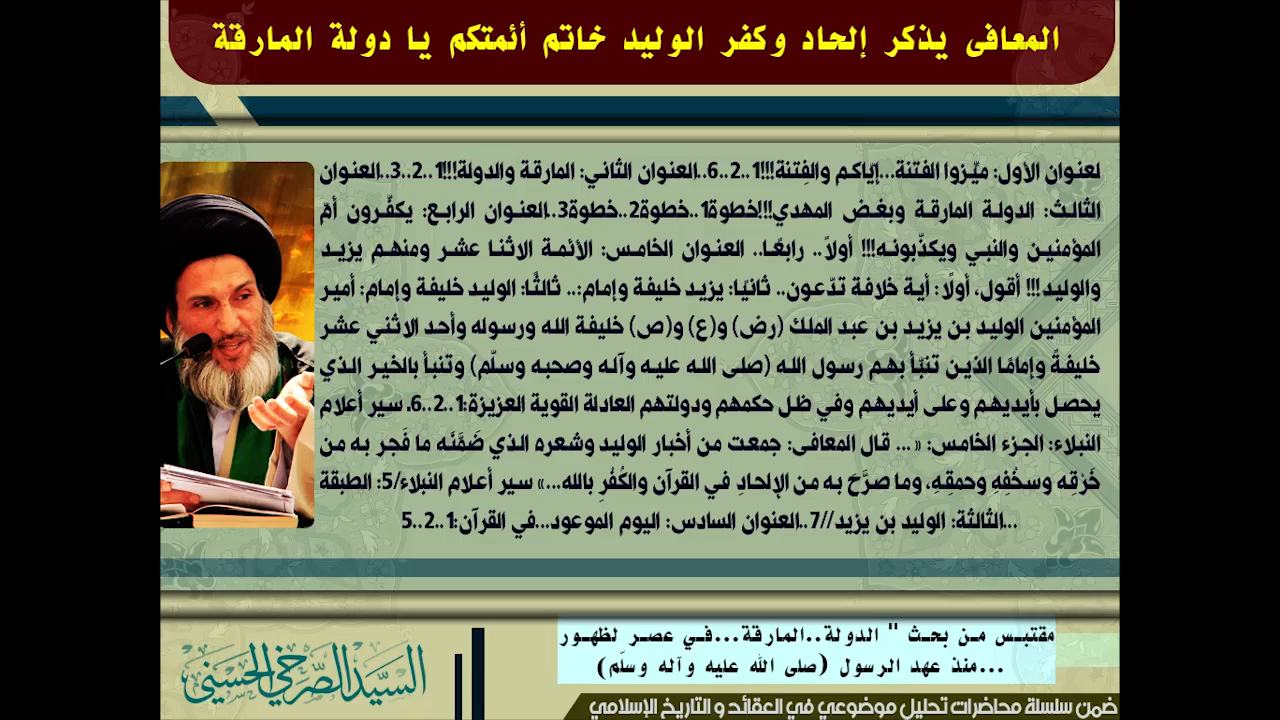 المعافى يذكر إلحاد وكفر الوليد خاتم أئمتكم يا دولة المارقة
لعنوان الأول: ميّزوا الفتنة...إيّاكم والفِتنة!!!1..2..6..العنوان الثاني: المارقة والدولة!!!1..2..3..العنوان
الثالث: الدولة المارقة وبغض المهدي!!!خطوة1..خطوة2..خطوة3..العنوان الرابع: يكفّرون أمّ
المؤمنين والنبي ويكذّبونه!!! أولاً.. رابعًا.. العنوان الخامس: الأئمة الاثنا عشر ومنهم يزيد
والوليد!!! أقول، أولًا: أية خلافة تدّعون.. ثانيًا: يزيد خليفة وإمام:.. ثالثًا: الوليد خليفة وإمام: أمير
المؤمنين الوليد بن يزيد بن عبد الملك (رض) و(ع) و(ص) خليفة الله ورسوله وأحد الاثني عشر
خليفةً وإمامًا الذين تنبّأ بهم رسول الله (صلى الله عليه وآله وصحبه وسلّم) وتنبأ بالخير الذي
يحصل بأيديهم وعلى أيديهم وفي ظل حكمهم ودولتهم العادلة القوية العزيزة:1..2..6. سير أعلام
النبلاء: الجزء الخامس: «... قال المعافى: جمعت من أخبار الوليد وشعره الذي ضَمَّنَه ما فَجر به من
خَرَقِه وسخُفِهِ وحمقِهِ، وما صرَّحَ به من الإلحادِ في القرآن والكُفُرِ بالله...» سير أعلام النبلاء/5: الطبقة
الثالثة: الوليد بن يزيد//7..العنوان السادس: اليوم الموعود...في القرآن:1..2..5...
مقتبس من بحث " الدولة..المارقة...في عصر لظهور
منذ عهد الرسول (صلى الله عليه وآله وسلّم)...
السيد الصرخي الحسني
ضمن سلسلة محاضرات تحليل موضوعي في العقائد و التاريخ الإسلامي